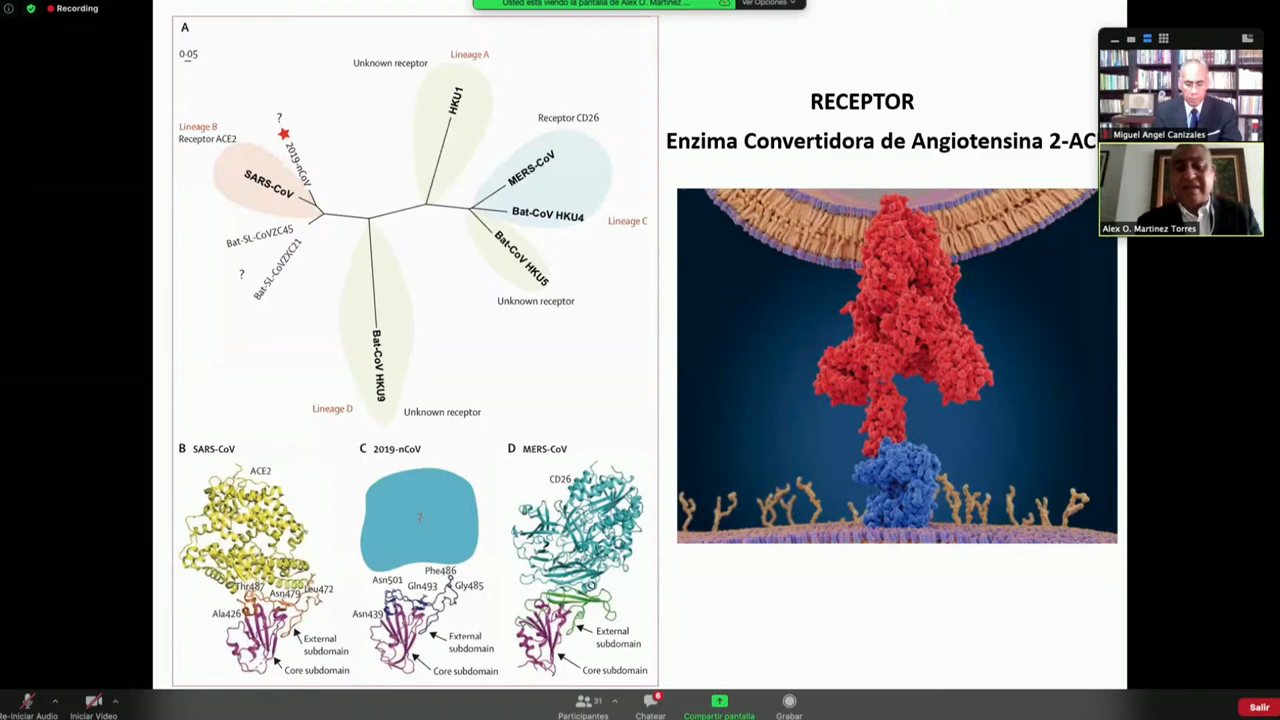 Recording
Usted está viendo la pantalla de Alex O. Martinez ...
Ver Opciones
A
0·05
Lineage A
Unknown receptor
HKU1
Receptor CD26
?
Lineage B
Receptor ACE2
2019-nCoV
MERS-CoV
SARS-CoV
Bat-CoV HKU4
Lineage C
Bat-SL-CoVZC45
Bat-CoV HKU5
?
Bat-SL-CoVZXC21
Unknown receptor
Bat-CoV HKU9
Lineage D
Unknown receptor
B SARS-CoV
C 2019-nCoV
D MERS-CoV
ACE2
CD26
?
Phe486
Asn501
Gln493
Gly485
Thr487
Asn479
Leu472
Ala426
Asn439
External
subdomain
Core subdomain
External
subdomain
Core subdomain
External
subdomain
Core subdomain
RECEPTOR
Enzima Convertidora de Angiotensina 2-AC
Miguel Angel Canizales
Alex O. Martinez Torres
Re-Iniciar Audio
Iniciar Video
31
Participantes
6
Chatear
Compartir pantalla
Grabar
Salir